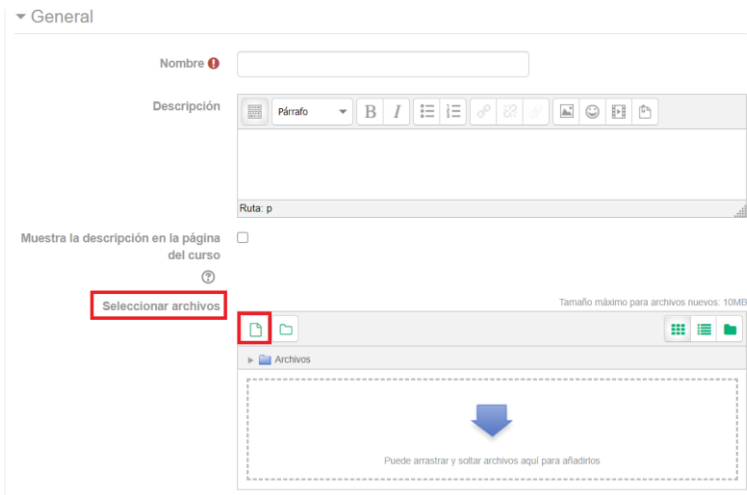 General
Nombre
Descripción
Párrafo B I
Ruta: p
Muestra la descripción en la página
del curso
Seleccionar archivos
Tamaño máximo para archivos nuevos: 10MB
Archivos
Puede arrastrar y soltar archivos aquí para añadirlos